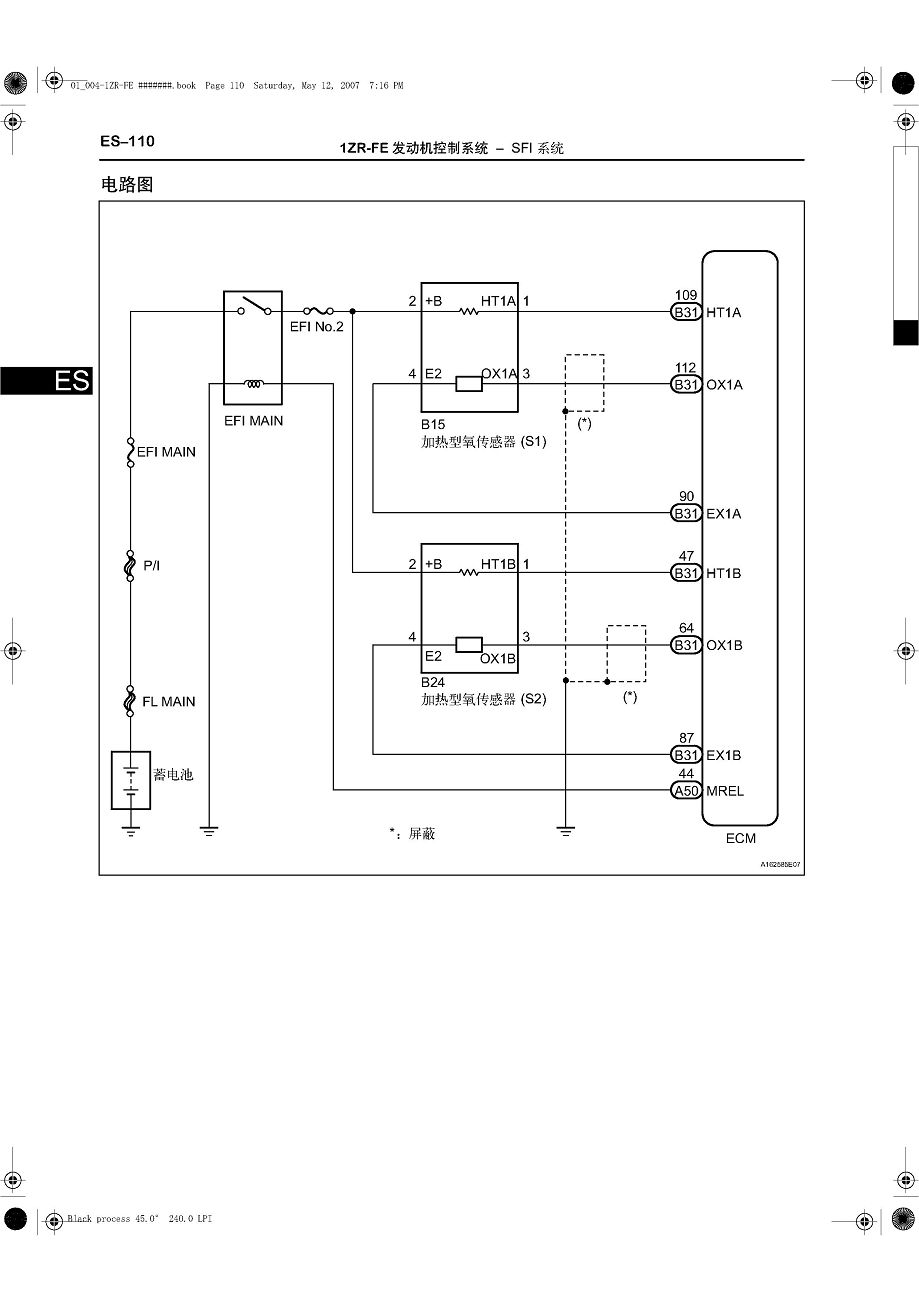 01_004-1ZR-FE #######.book Page 110 Saturday, May 12, 2007 7:16 PM
ES–110
1ZR-FE 发动机控制系统 – SFI 系统
电路图
ES
EFI No.2
EFI MAIN
EFI MAIN
P/I
FL MAIN
蓄电池
2 +B HT1A 1
4 E2 OX1A 3
B15
加热型氧传感器 (S1)
(*)
2 +B HT1B 1
4 E2 OX1B 3
B24
加热型氧传感器 (S2)
(*)
109
B31 HT1A
112
B31 OX1A
90
B31 EX1A
47
B31 HT1B
64
B31 OX1B
87
B31 EX1B
44
A50 MREL
*：屏蔽
ECM
A162585E07
Black process 45.0° 240.0 LPI